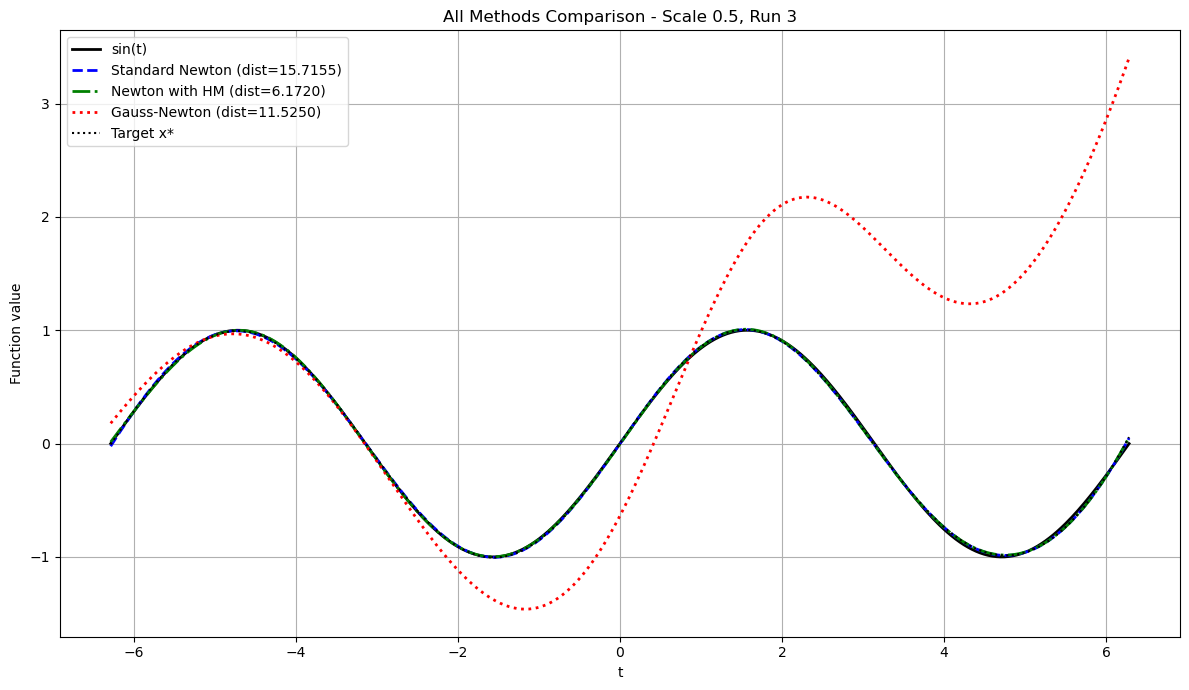 All Methods Comparison - Scale 0.5, Run 3
sin(t)
Standard Newton (dist=15.7155)
Newton with HM (dist=6.1720)
Gauss-Newton (dist=11.5250)
Target x*
Function value
3
2
1
0
−1
−6
−4
−2
0
2
4
6
t